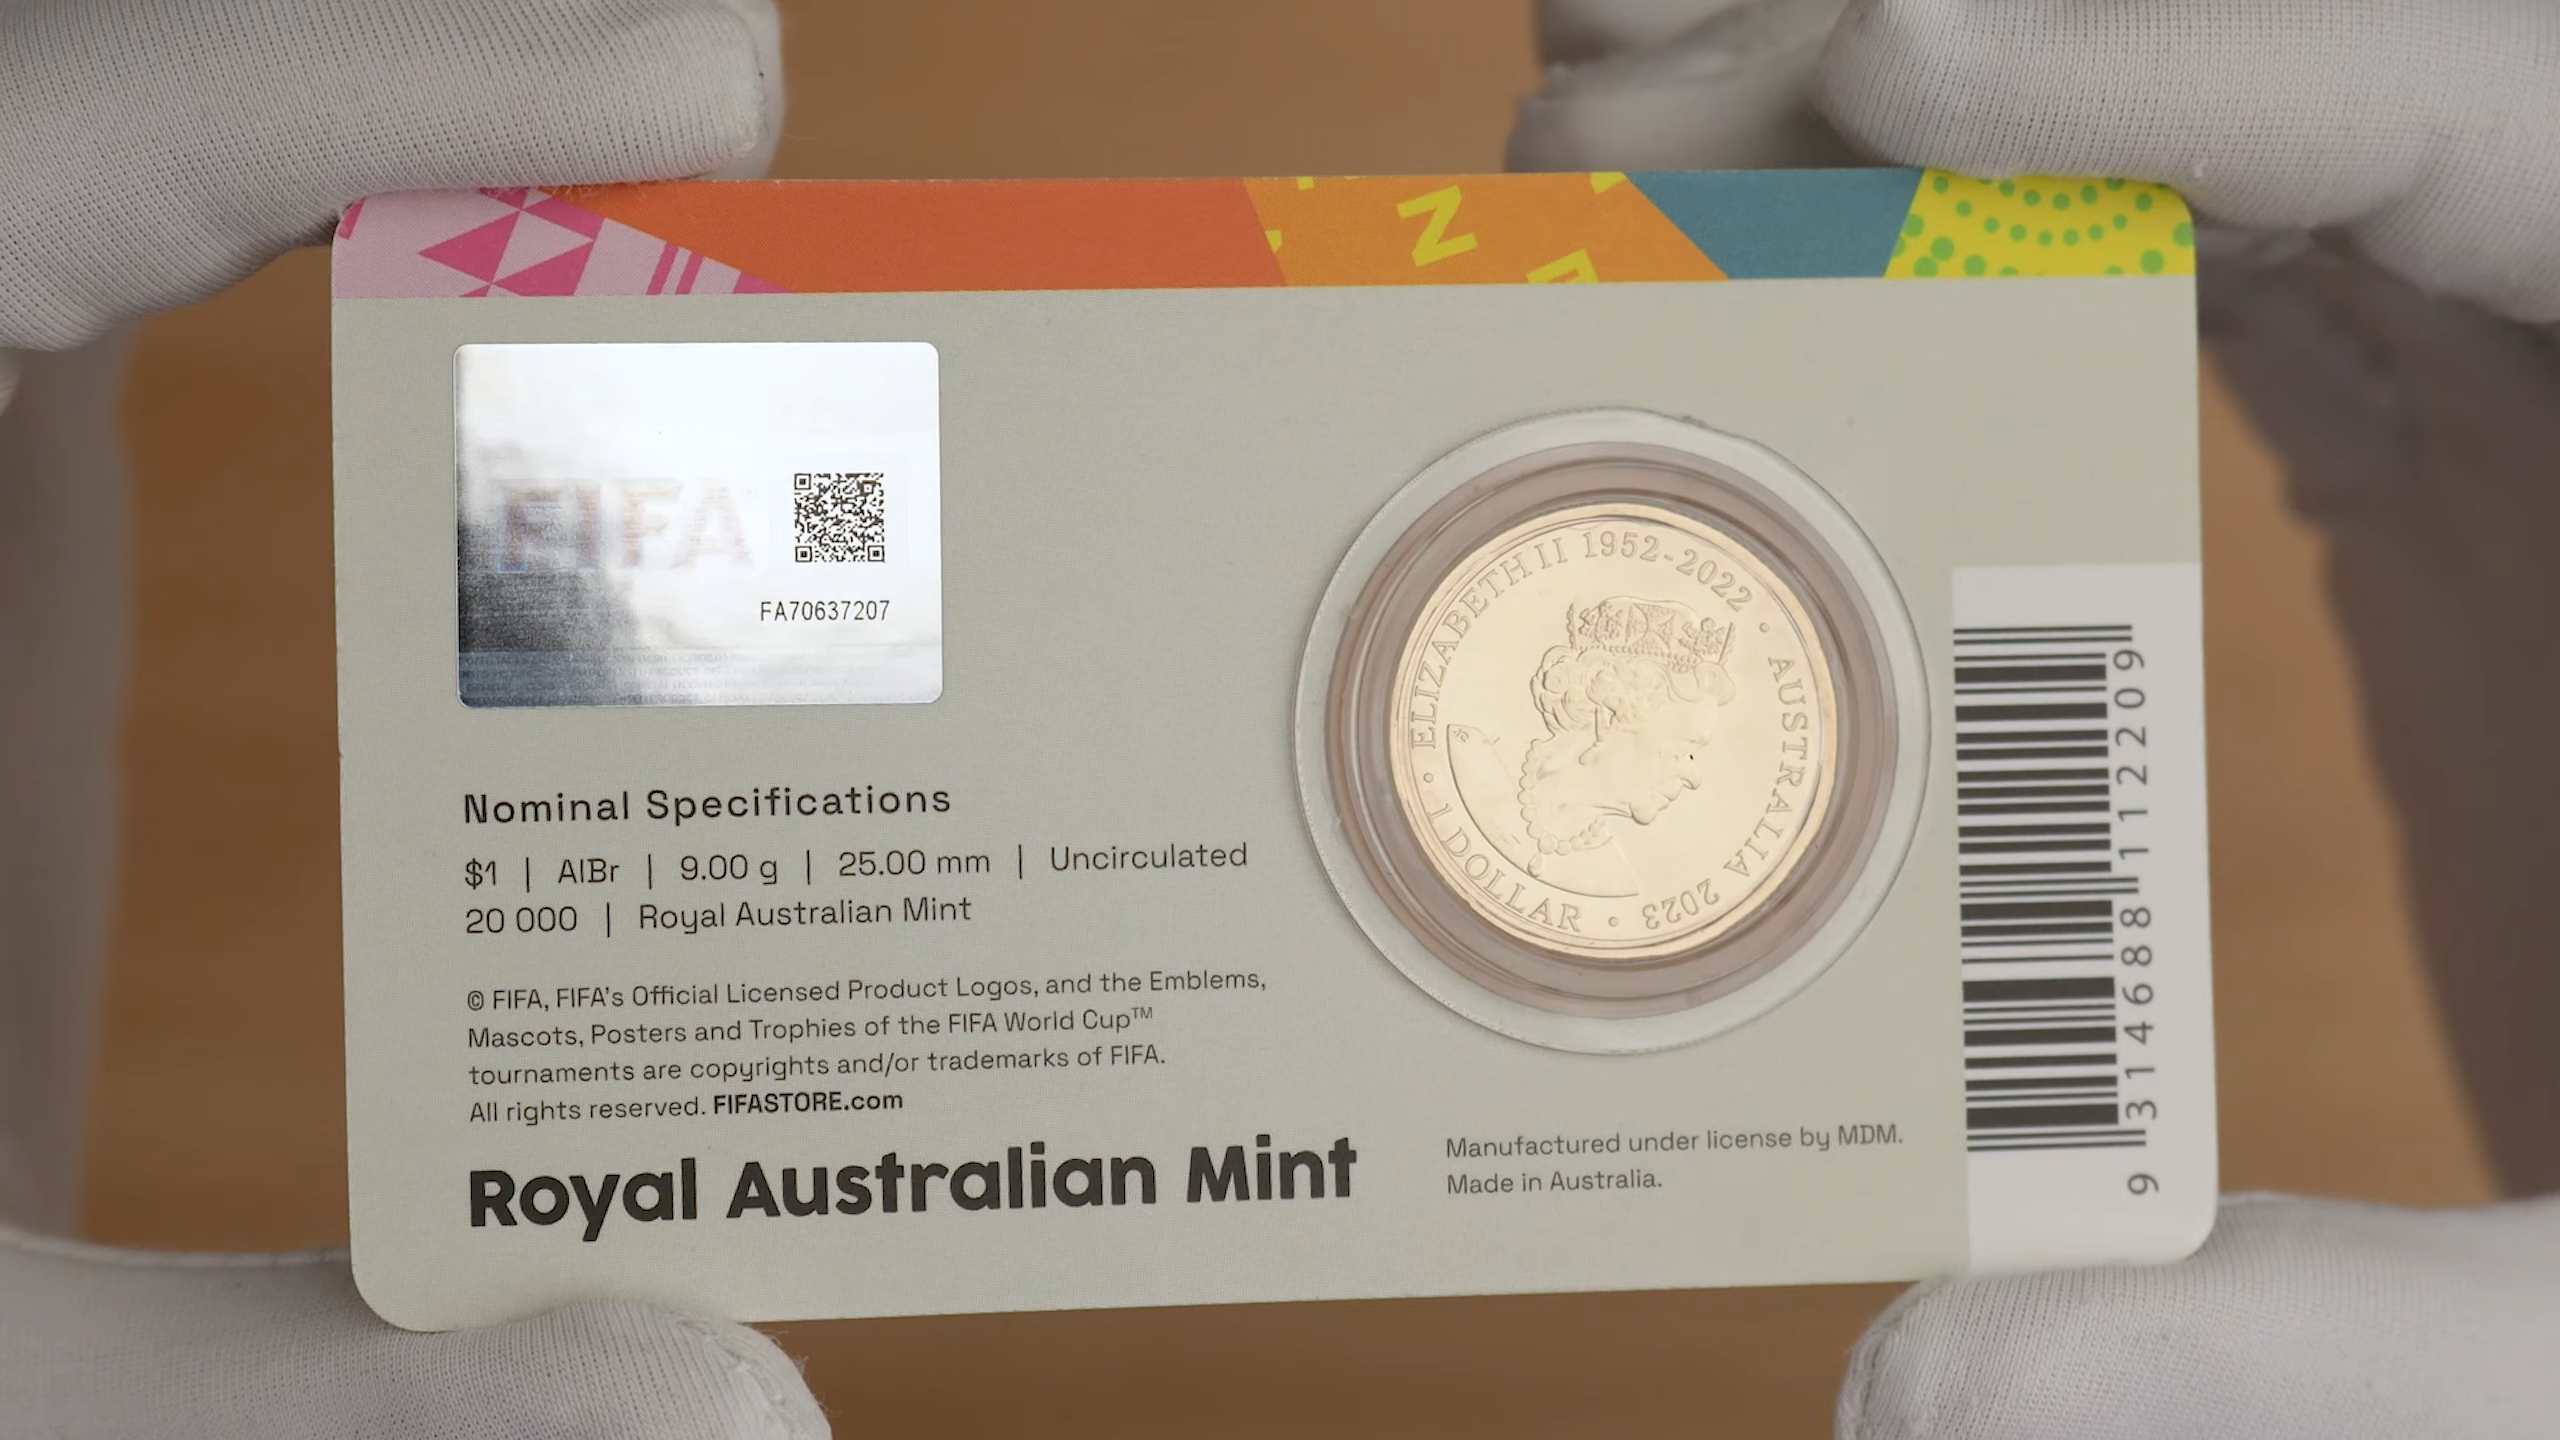 N
FIFA®
FA70637207
Nominal Specifications
$1 | AlBr | 9.00 g | 25.00 mm | Uncirculated
20 000 | Royal Australian Mint
© FIFA, FIFA's Official Licensed Product Logos, and the Emblems,
Mascots, Posters and Trophies of the FIFA World Cup™
tournaments are copyrights and/or trademarks of FIFA.
All rights reserved. FIFASTORE.com
Royal Australian Mint
ELIZABETH II 1952-2022 • AUSTRALIA 2023 • 1 DOLLAR •
Manufactured under license by MDM.
Made in Australia.
9 314688 112209